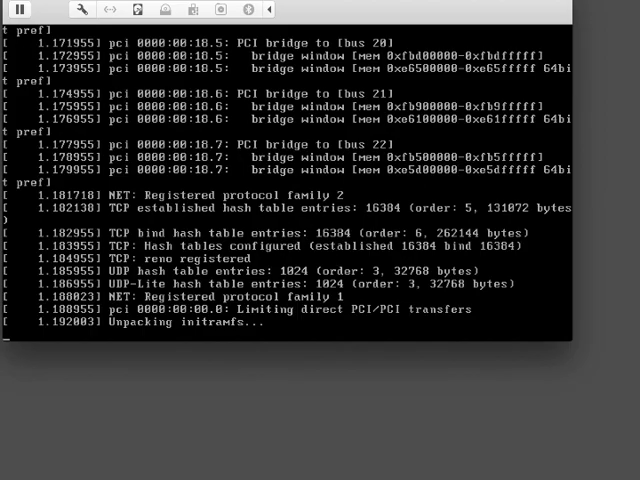 t pref]
[    1.171955] pci 0000:00:18.5: PCI bridge to [bus 20]
[    1.172955] pci 0000:00:18.5:   bridge window [mem 0xfbd00000-0xfbdfffff]
[    1.173955] pci 0000:00:18.5:   bridge window [mem 0xe6500000-0xe65fffff 64bi
t pref]
[    1.174955] pci 0000:00:18.6: PCI bridge to [bus 21]
[    1.175955] pci 0000:00:18.6:   bridge window [mem 0xfb900000-0xfb9fffff]
[    1.176955] pci 0000:00:18.6:   bridge window [mem 0xe6100000-0xe61fffff 64bi
t pref]
[    1.177955] pci 0000:00:18.7: PCI bridge to [bus 22]
[    1.178955] pci 0000:00:18.7:   bridge window [mem 0xfb500000-0xfb5fffff]
[    1.179955] pci 0000:00:18.7:   bridge window [mem 0xe5d00000-0xe5dfffff 64bi
t pref]
[    1.181718] NET: Registered protocol family 2
[    1.182138] TCP established hash table entries: 16384 (order: 5, 131072 bytes
)
[    1.182955] TCP bind hash table entries: 16384 (order: 6, 262144 bytes)
[    1.183955] TCP: Hash tables configured (established 16384 bind 16384)
[    1.184955] TCP: reno registered
[    1.185955] UDP hash table entries: 1024 (order: 3, 32768 bytes)
[    1.186955] UDP-Lite hash table entries: 1024 (order: 3, 32768 bytes)
[    1.188023] NET: Registered protocol family 1
[    1.188955] pci 0000:00:00.0: Limiting direct PCI/PCI transfers
[    1.192003] Unpacking initramfs...